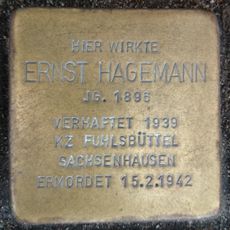 HIER WIRKTE
ERNST HAGEMANN
JG. 1896
VERHAFTET 1939
KZ FUHLSBÜTTEL
SACHSENHAUSEN
ERMORDET 15.2.1942